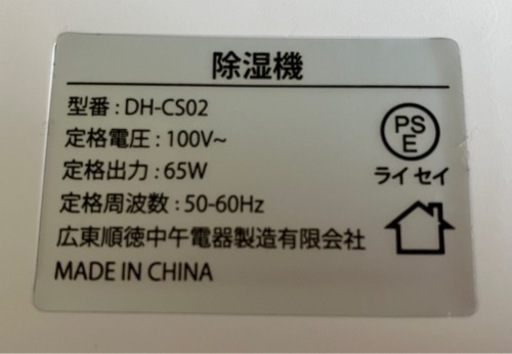 除湿機
型番:DH-CS02
定格電圧:100V~
定格出力:65W
定格周波数:50-60Hz
広東順徳中午電器製造有限会社
MADE IN CHINA
PS
E
ライセイ